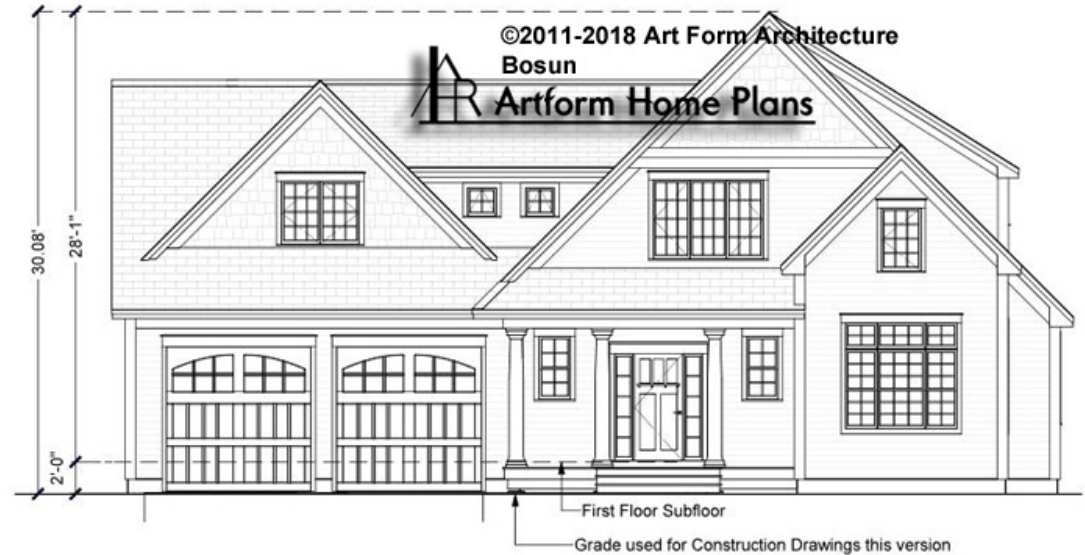 ©2011-2018 Art Form Architecture
Bosun
AR Artform Home Plans
30.08'
28'-1"
2'-0"
First Floor Subfloor
Grade used for Construction Drawings this version